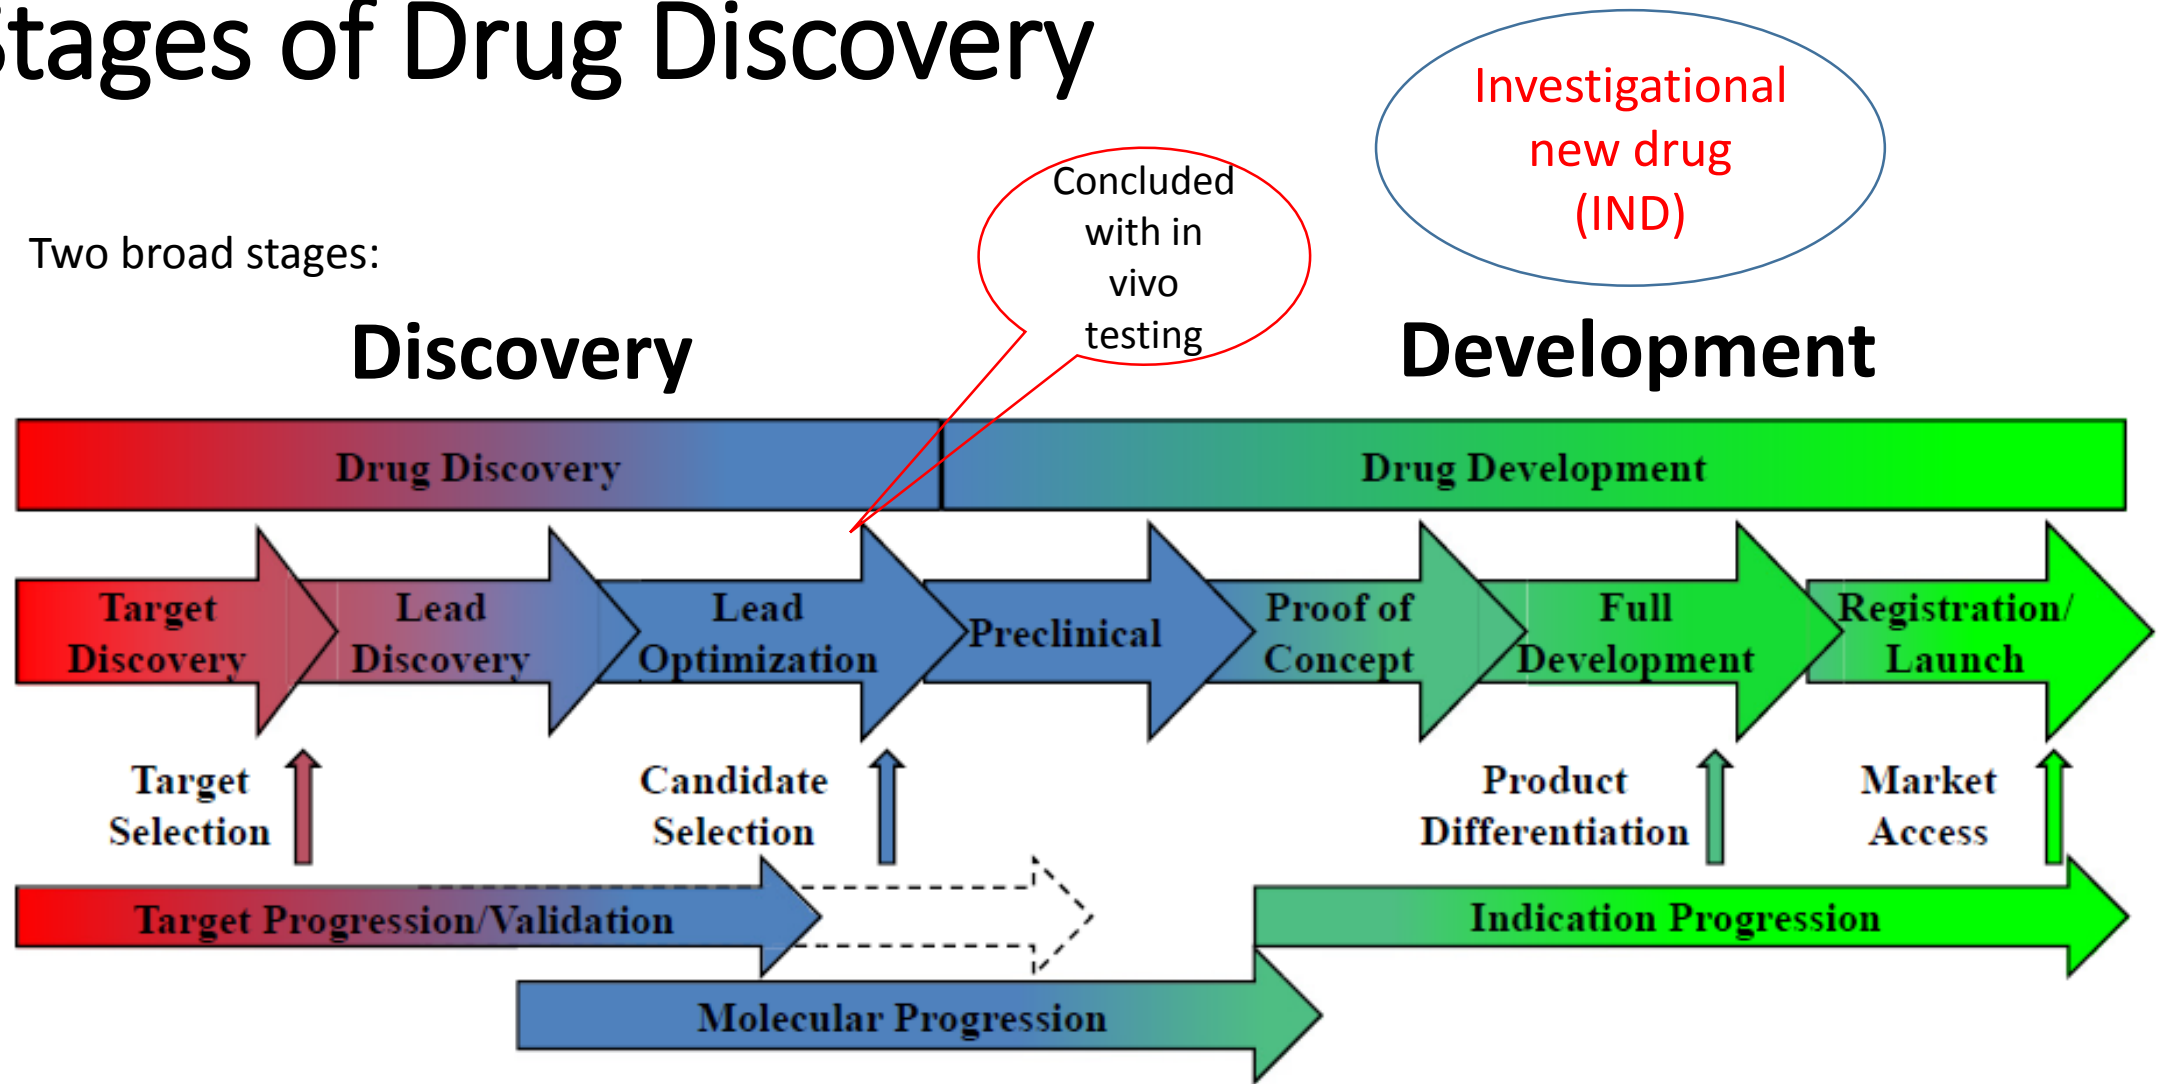 tages of Drug Discovery
Investigational
new drug
(IND)
Concluded
with in
vivo
testing
Two broad stages:
Discovery
Development
Drug Discovery
Drug Development
Target
Discovery
Lead
Discovery
Lead
Optimization
Preclinical
Proof of
Concept
Full
Development
Registration/
Launch
Target
Selection
Candidate
Selection
Product
Differentiation
Market
Access
Target Progression/Validation
Indication Progression
Molecular Progression